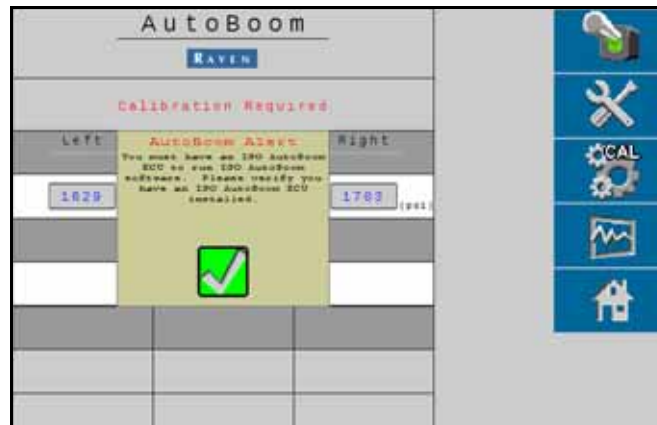 AutoBoom
RAVEN
Calibration Required
Left
AutoBoom Alert
Right
You must have an ISO AutoBoom
ECU to run ISO AutoBoom
software. Please verify you
have an ISO AutoBoom ECU
installed.
1629
1703
(psi)
CAL